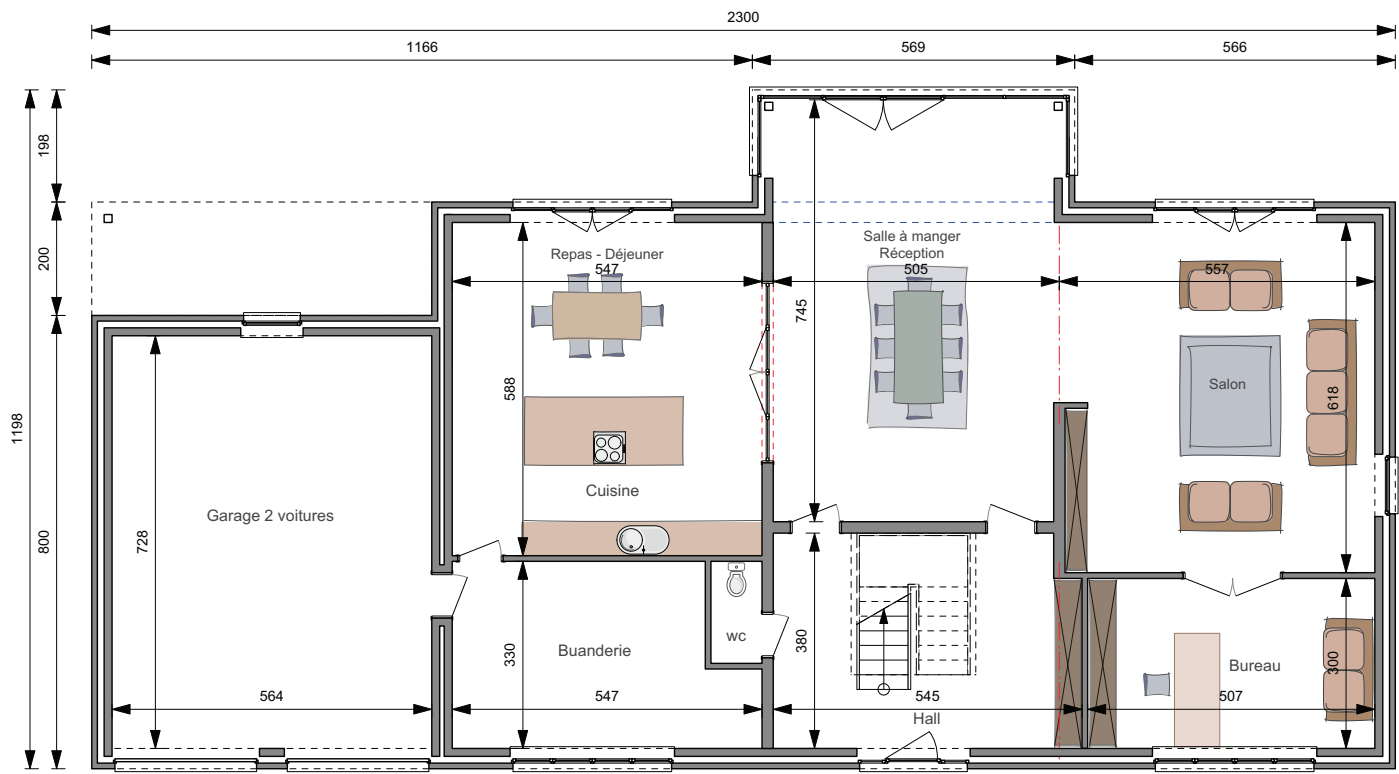 2300
1166
569
566
198
200
1198
800
Repas - Déjeuner
547
Salle à manger
Réception
505
557
745
588
Salon
618
Cuisine
Garage 2 voitures
728
wc
Buanderie
330
380
Bureau
300
564
547
545
507
Hall